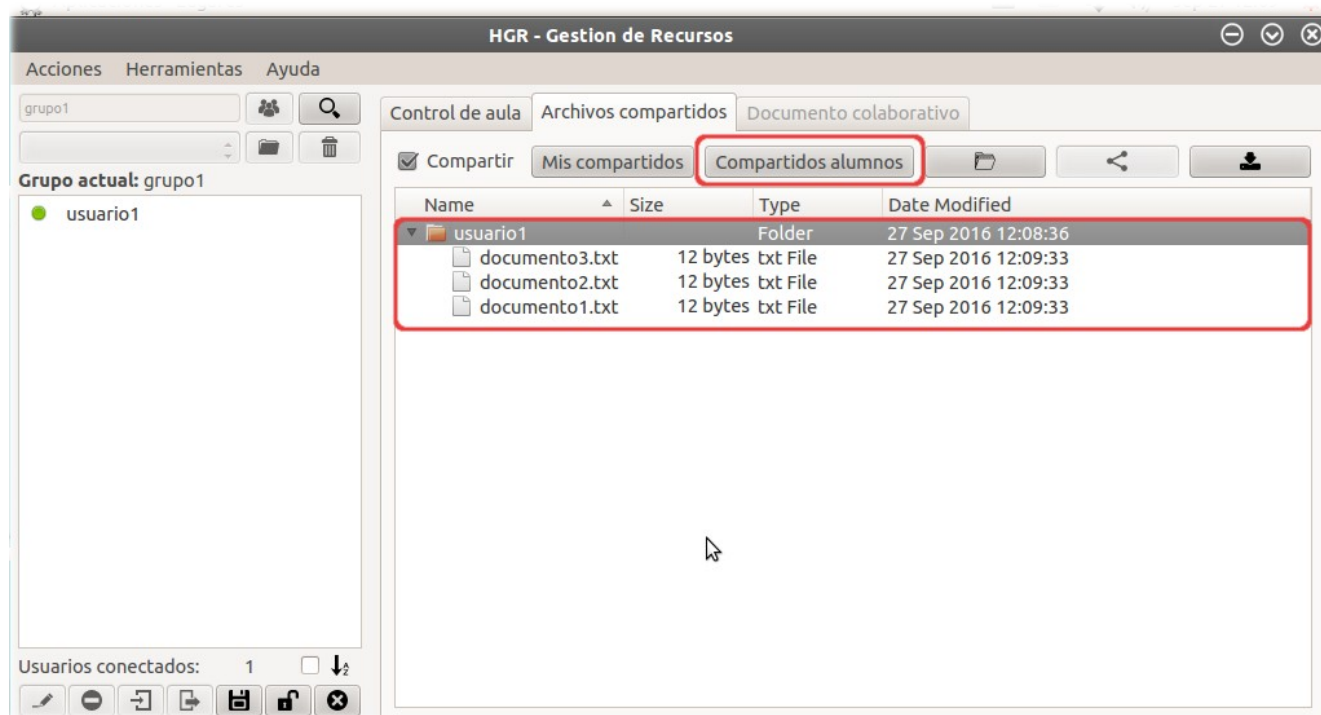 HGR - Gestion de Recursos
Acciones Herramientas Ayuda
grupo1
Control de aula Archivos compartidos Documento colaborativo
Compartir Mis compartidos Compartidos alumnos
Grupo actual: grupo1
usuario1
Name Size Type Date Modified
usuario1 Folder 27 Sep 2016 12:08:36
documento3.txt 12 bytes txt File 27 Sep 2016 12:09:33
documento2.txt 12 bytes txt File 27 Sep 2016 12:09:33
documento1.txt 12 bytes txt File 27 Sep 2016 12:09:33
Usuarios conectados: 1